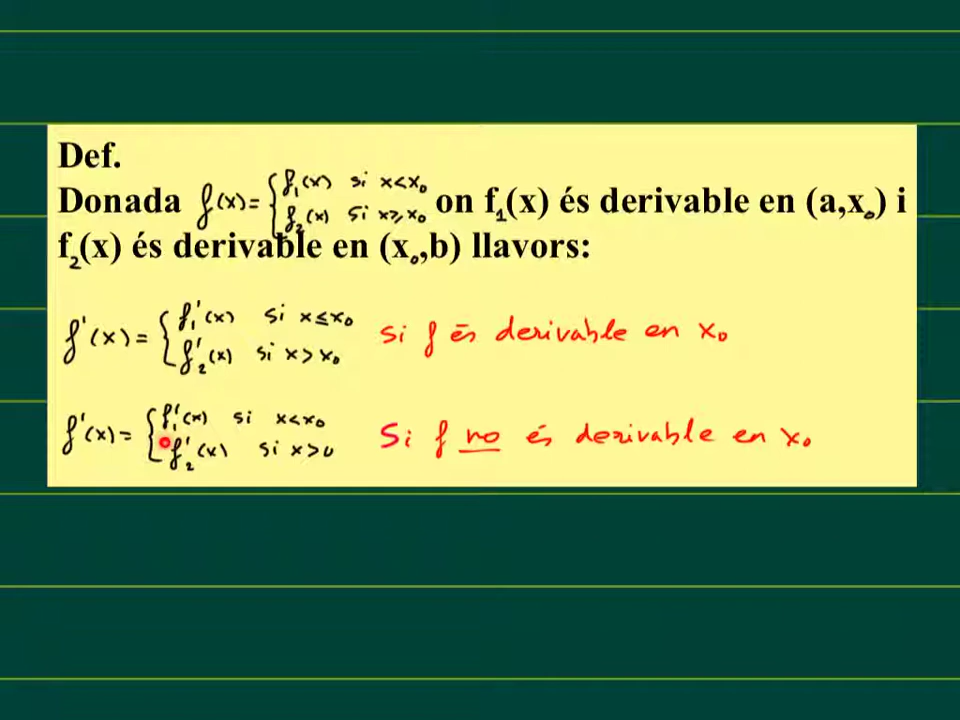 Def.
Donada f(x)= { f₁(x) si x<x₀ on f₁(x) és derivable en (a,x₀) i
f₂(x) si x≥x₀
f₂(x) és derivable en (x₀,b) llavors:
f'(x)= { f₁'(x) si x≤x₀ Si f és derivable en x₀
f₂'(x) si x>x₀
f'(x)= { f₁'(x) si x<x₀ Si f no és derivable en x₀
f₂'(x) si x>0